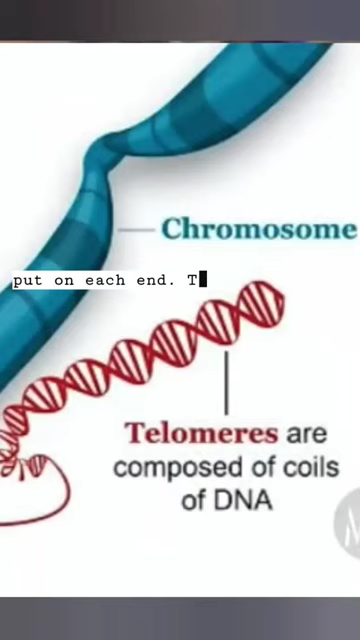 Chromosome
put on each end. T
Telomeres are
composed of coils
of DNA